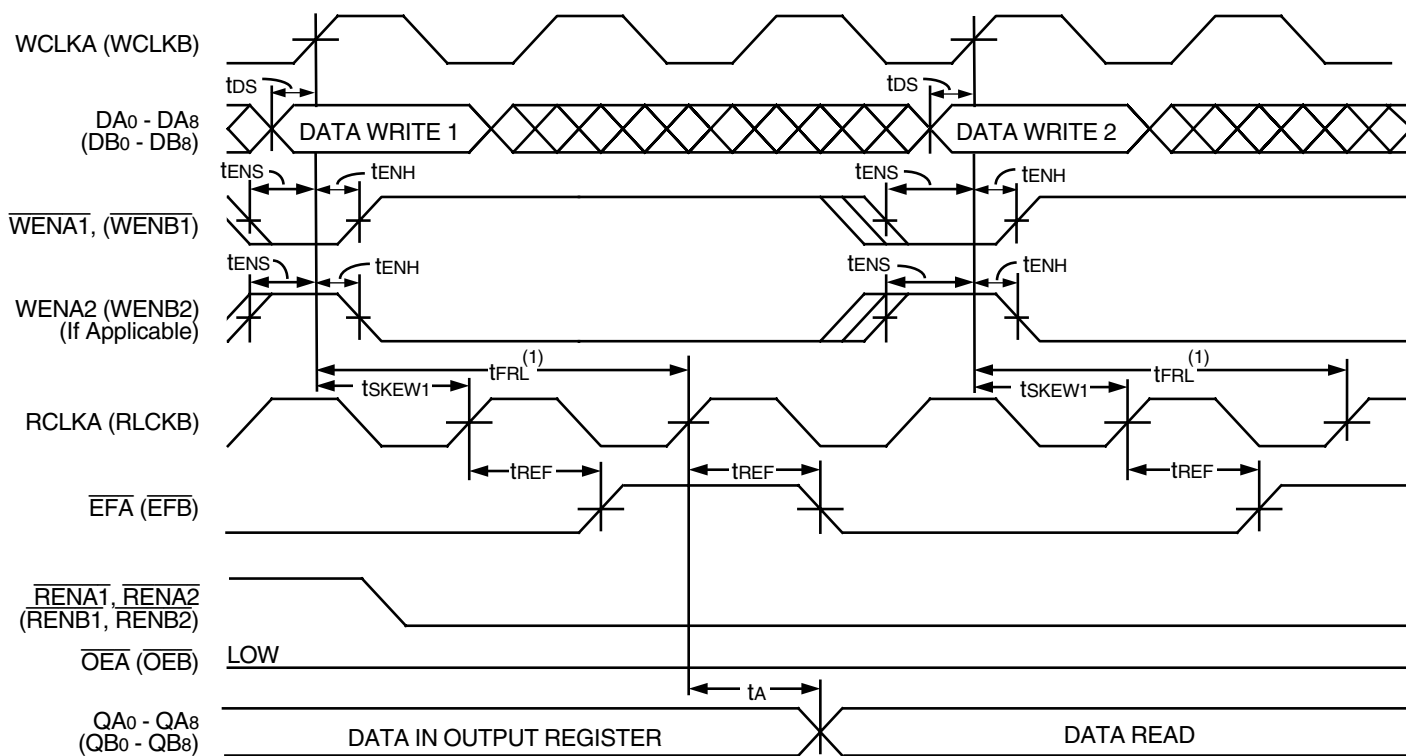 WCLKA (WCLKB)
tDS
tDS
DA0 - DA8
(DB0 - DB8)
DATA WRITE 1
DATA WRITE 2
tENS
tENH
tENS
tENH
WENA1, (WENB1)
tENS
tENH
tENS
tENH
WENA2 (WENB2)
(If Applicable)
tFRL(1)
tFRL(1)
tSKEW1
tSKEW1
RCLKA (RLCKB)
tREF
tREF
tREF
EFA (EFB)
RENA1, RENA2
(RENB1, RENB2)
OEA (OEB)
LOW
tA
QA0 - QA8
(QB0 - QB8)
DATA IN OUTPUT REGISTER
DATA READ